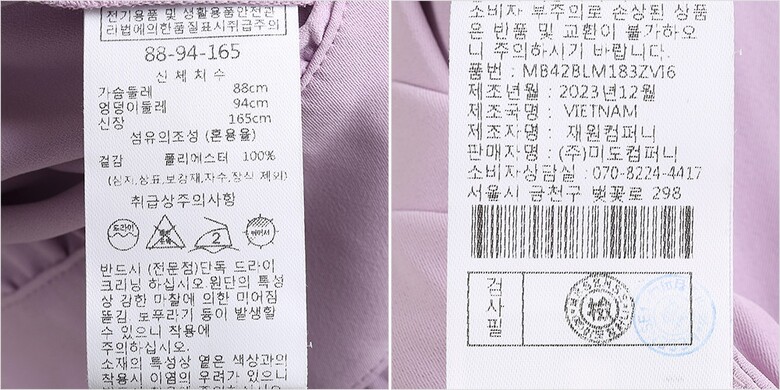 전기용품 및 생활용품안전관
리법에의한품질표시취급주의
88-94-165
신체처수
가슴둘레 88cm
엉덩이둘레 94cm
신장 165cm
섬유의조성 (혼용율)
겉감 폴리에스터 100%
(심지,상표,보강재,자수,장식 제외)
취급상주의사항
드라이
2
반드시 (전문점)단독 드라이
크리닝 하십시오.원단의 특성
상 강한 마찰에 의한 미어짐
뜯김, 보푸라기 등이 발생할
수 있으니 착용에
주의하십시오.
소재의 특성상 옅은 색상과의
착용시 이염의 우려가 있으니
소비자 부주의로 손상된 상품
은 반품 및 교환이 불가하오
니 주의하시기 바랍니다.
품번 : MB42BLM183ZVI6
제조년월 : 2023년12월
제조국명 : VIETNAM
제조자명 : 재원컴퍼니
판매자명 : (주)미도컴퍼니
소비자상담실 : 070-8224-4417
서울시 금천구 벚꽃로 298
검사필
檢